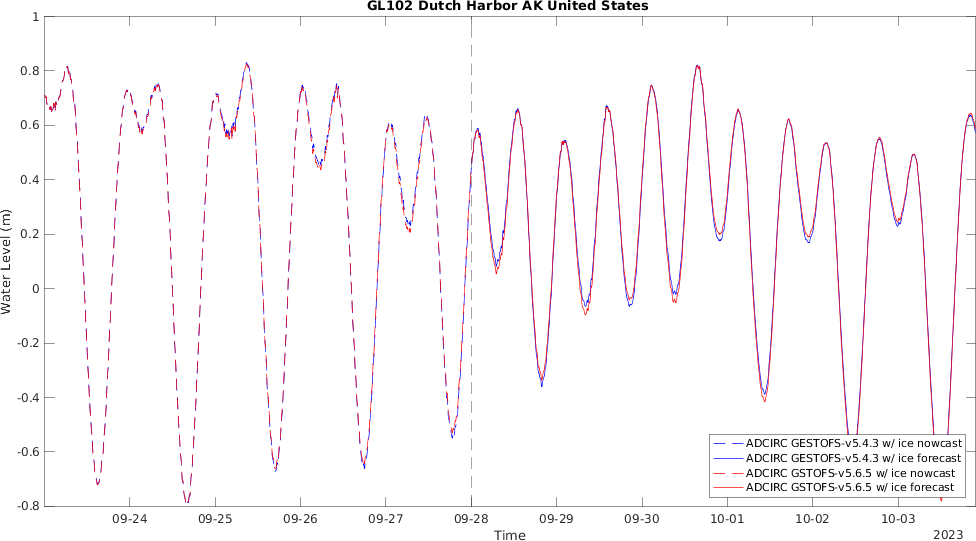 GL102 Dutch Harbor AK United States
1
0.8
0.6
0.4
0.2
0
-0.2
-0.4
-0.6
-0.8
Water Level (m)
ADCIRC GESTOFS-v5.4.3 w/ ice nowcast
ADCIRC GESTOFS-v5.4.3 w/ ice forecast
ADCIRC GSTOFS-v5.6.5 w/ ice nowcast
ADCIRC GSTOFS-v5.6.5 w/ ice forecast
09-24 09-25 09-26 09-27 09-28 09-29 09-30 10-01 10-02 10-03
Time
2023